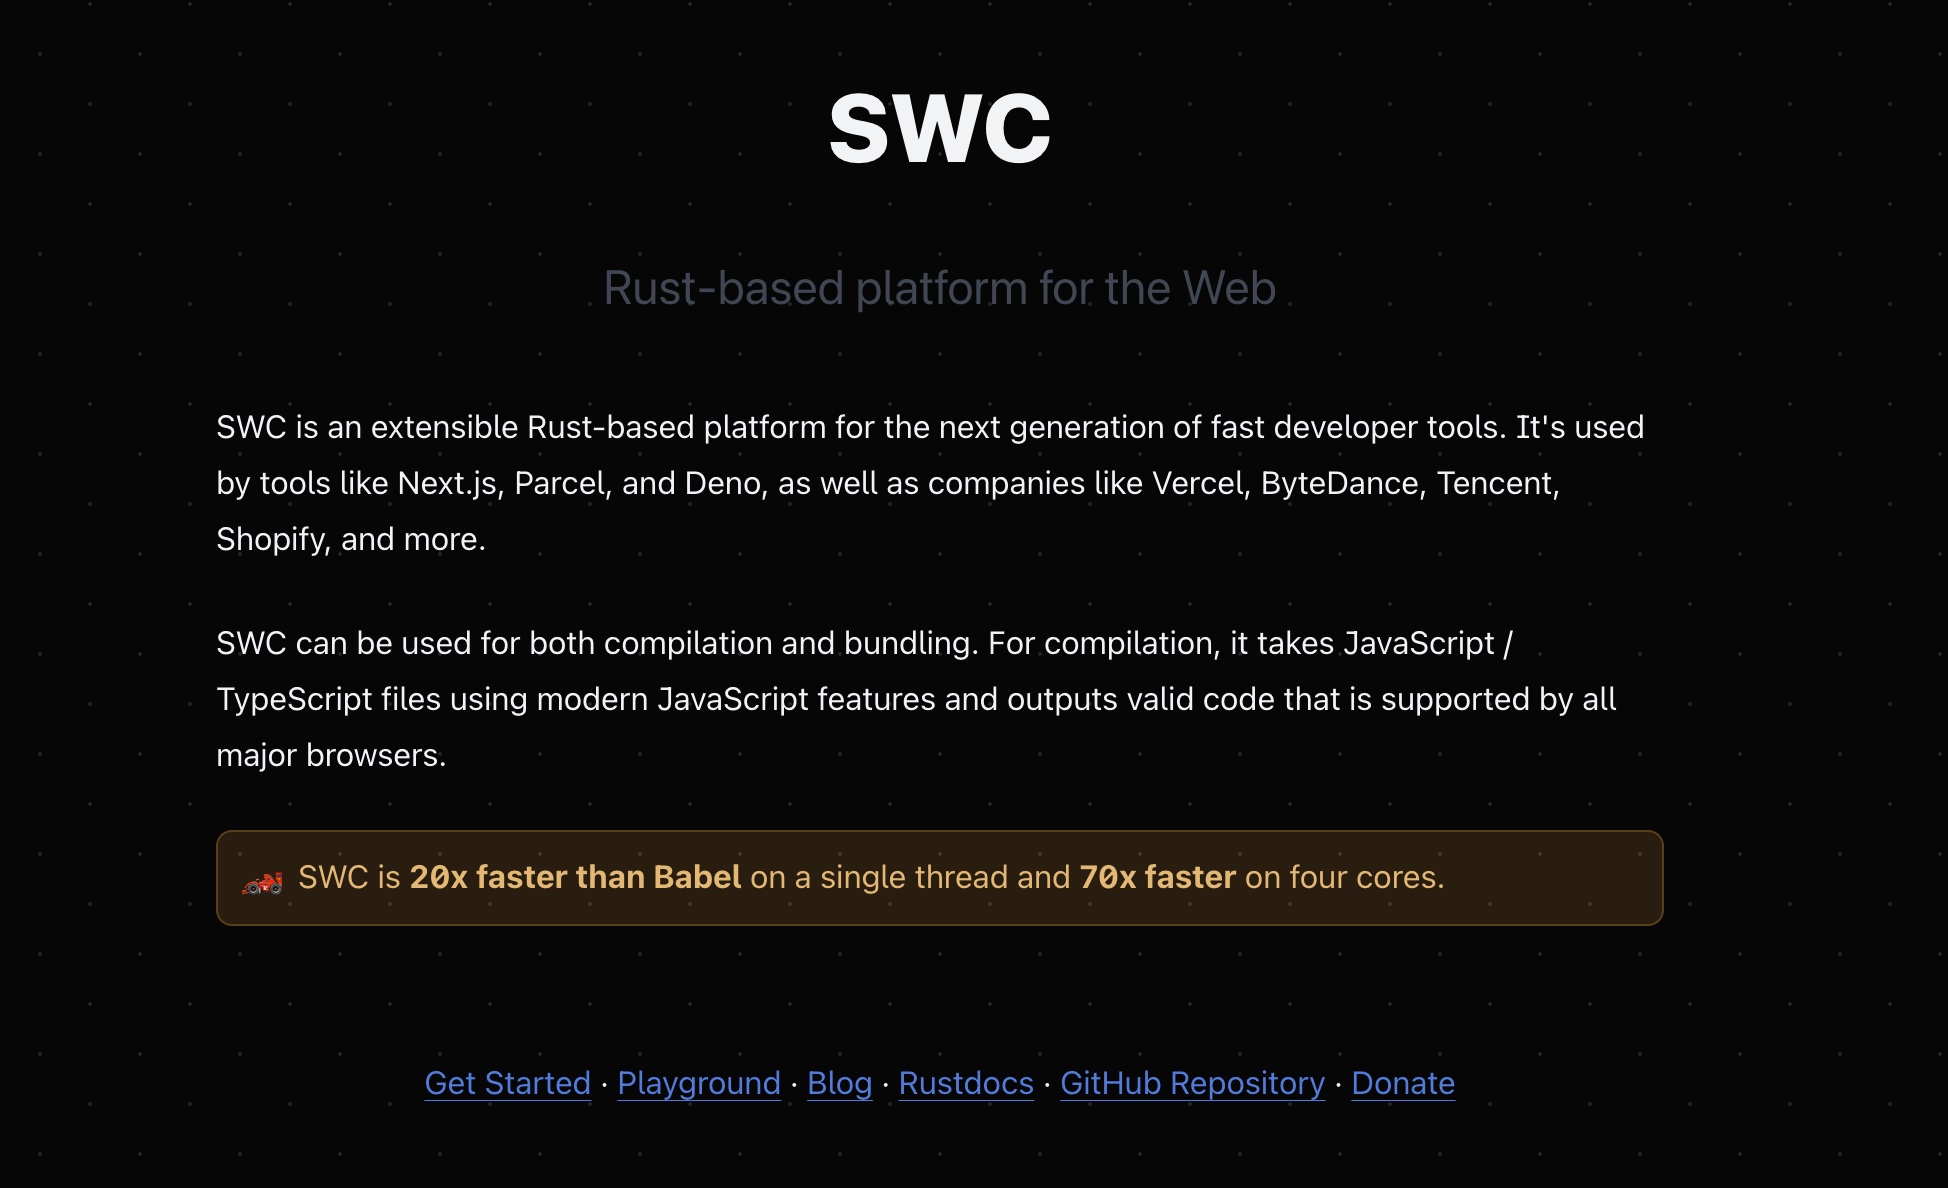 SWC
Rust-based platform for the Web
SWC is an extensible Rust-based platform for the next generation of fast developer tools. It's used
by tools like Next.js, Parcel, and Deno, as well as companies like Vercel, ByteDance, Tencent,
Shopify, and more.
SWC can be used for both compilation and bundling. For compilation, it takes JavaScript /
TypeScript files using modern JavaScript features and outputs valid code that is supported by all
major browsers.
🏎️ SWC is 20x faster than Babel on a single thread and 70x faster on four cores.
Get Started · Playground · Blog · Rustdocs · GitHub Repository · Donate